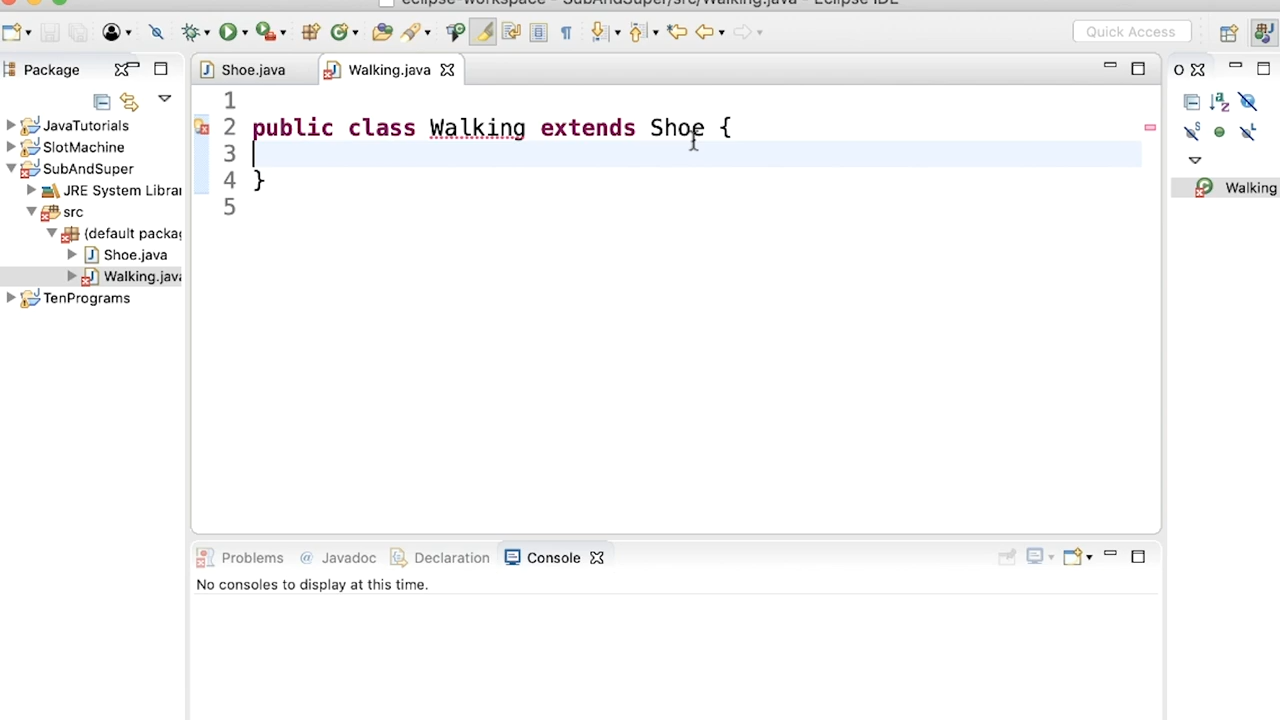 eclipse-workspace - SubAndSuper/src/Walking.java - Eclipse IDE
Quick Access
Package
Shoe.java
Walking.java
JavaTutorials
SlotMachine
SubAndSuper
JRE System Librar
src
(default packag
Shoe.java
Walking.java
TenPrograms
1
2 public class Walking extends Shoe {
3
4 }
5
O
Walking
Problems @ Javadoc Declaration Console
No consoles to display at this time.